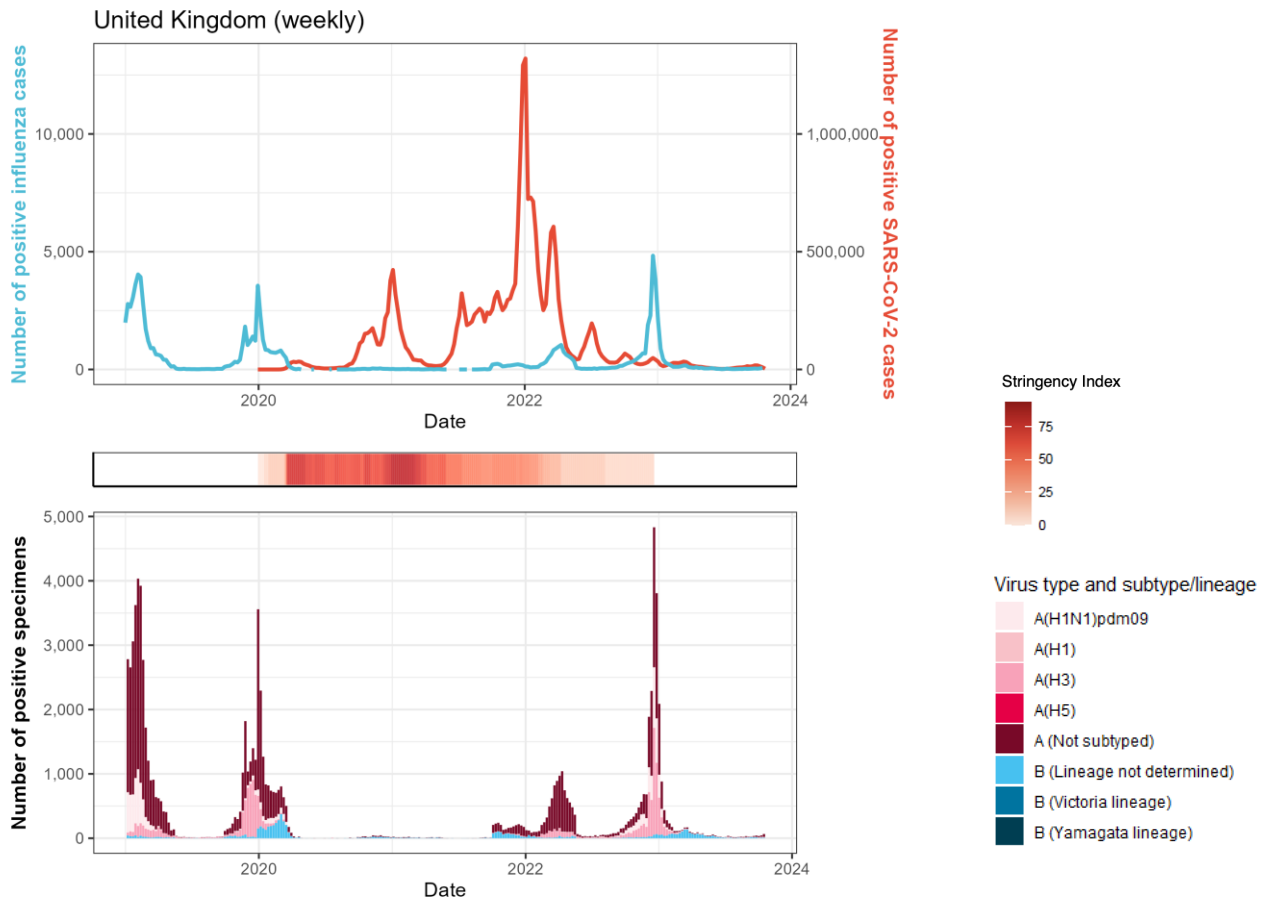 United Kingdom (weekly)
Number of positive influenza cases
10,000
5,000
0
1,000,000
500,000
0
Number of positive SARS-CoV-2 cases
2020
2022
2024
Date
Stringency Index
75
50
25
0
Number of positive specimens
5,000
4,000
3,000
2,000
1,000
0
2020
2022
2024
Date
Virus type and subtype/lineage
A(H1N1)pdm09
A(H1)
A(H3)
A(H5)
A (Not subtyped)
B (Lineage not determined)
B (Victoria lineage)
B (Yamagata lineage)